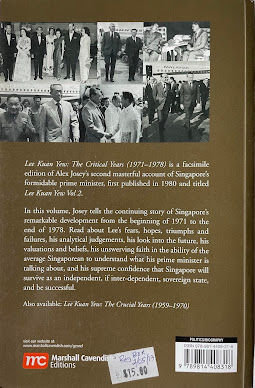 Lee Kuan Yew: The Critical Years (1971–1978) is a facsimile
edition of Alex Josey's second masterful account of Singapore's
formidable prime minister, first published in 1980 and titled
Lee Kuan Yew Vol 2.
In this volume, Josey tells the continuing story of Singapore's
remarkable development from the beginning of 1971 to the
end of 1978. Read about Lee's fears, hopes, triumphs and
failures, his analytical judgements, his look into the future, his
valuations and beliefs, his unswerving faith in the ability of the
average Singaporean to understand what his prime minister
is talking about, and his supreme confidence that Singapore
will survive as an independent, if inter-dependent, sovereign
state, and be successful.
Also available: Lee Kuan Yew: The Crucial Years (1959–1970)
visit our website at:
www.marshallcavendish.com/genref
mc
Marshall Cavendish
Editions
$15.00
POLITICS/BIOGRAPHY
9 789814 408318